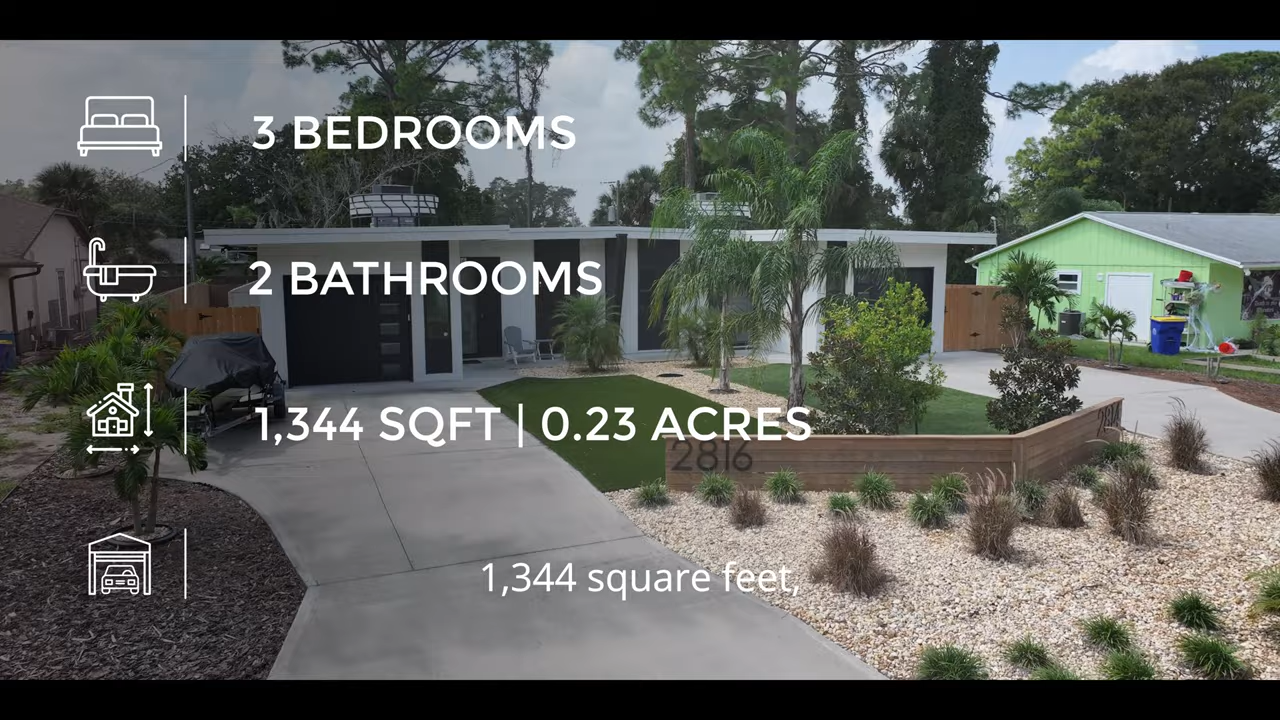 3 BEDROOMS
2 BATHROOMS
1,344 SQFT | 0.23 ACRES
2816
1,344 square feet,